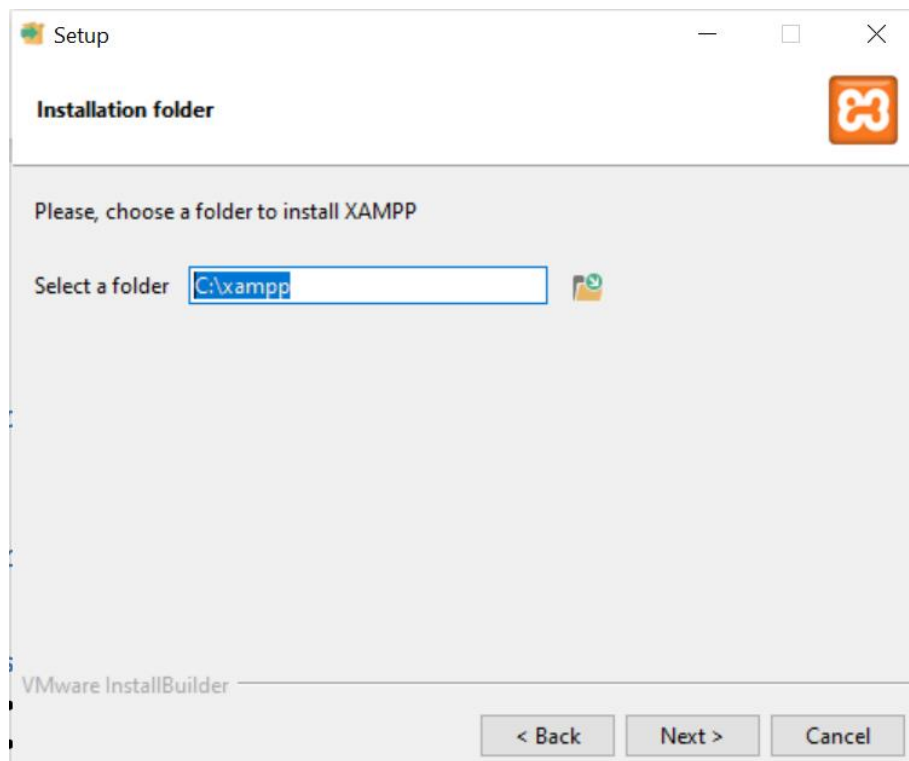 Setup
Installation folder
Please, choose a folder to install XAMPP
Select a folder C:\xampp
VMware InstallBuilder
< Back Next > Cancel